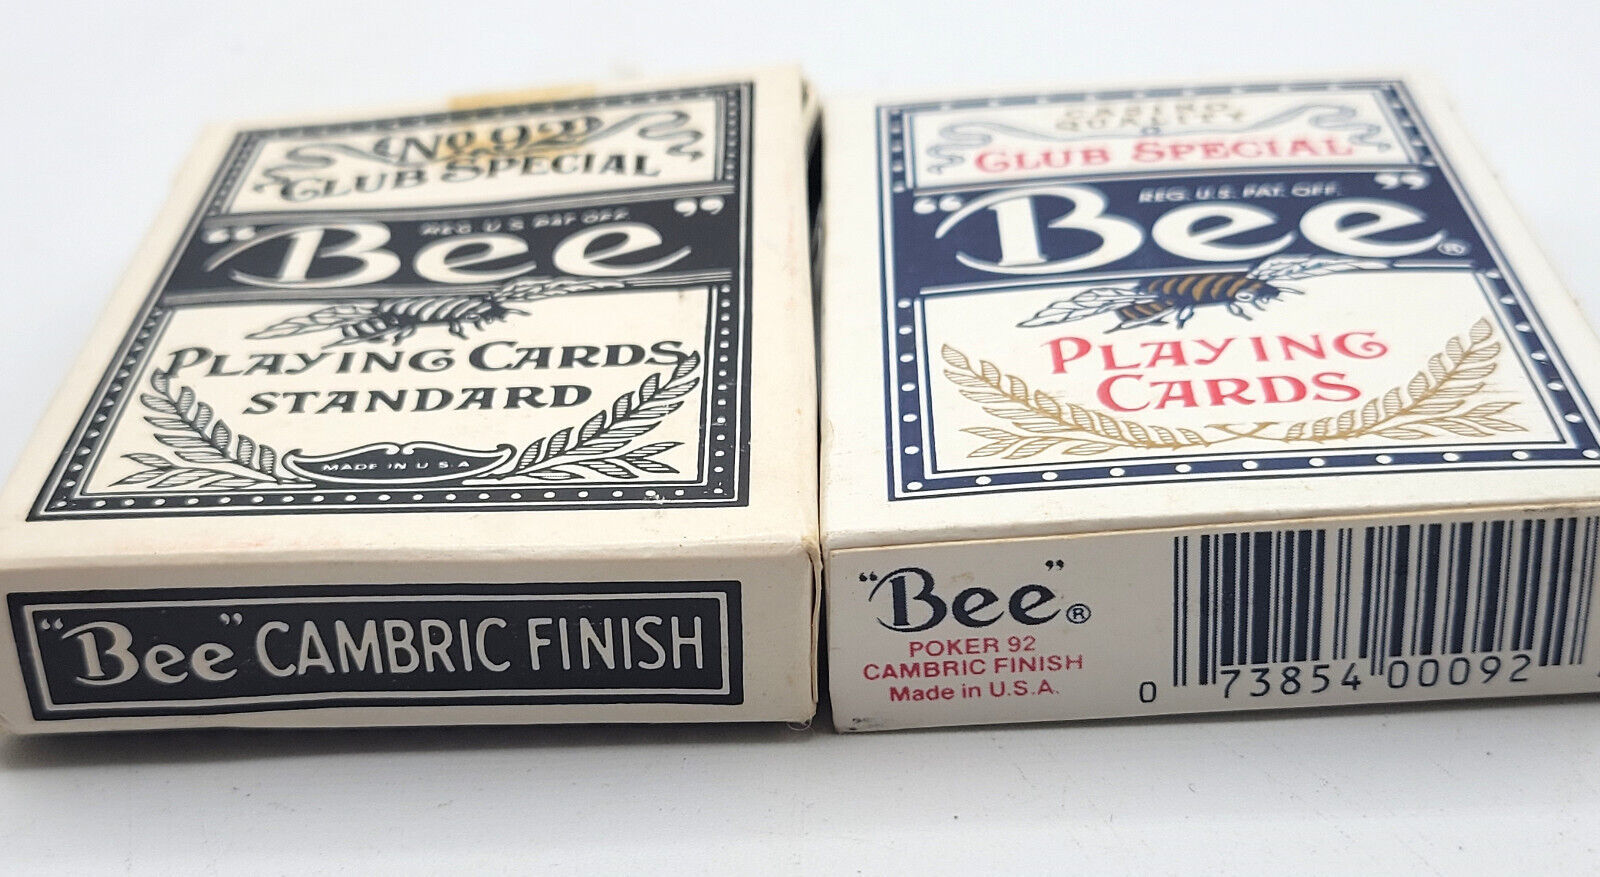 No. 92
CLUB SPECIAL
REG. U.S. PAT. OFF.
"Bee"
PLAYING CARDS
STANDARD
MADE IN U.S.A
"Bee" CAMBRIC FINISH
CASINO
QUALITY
CLUB SPECIAL
REG. U.S. PAT. OFF.
"Bee"®
PLAYING
CARDS
"Bee"®
POKER 92
CAMBRIC FINISH
Made in U.S.A.
0 73854 00092